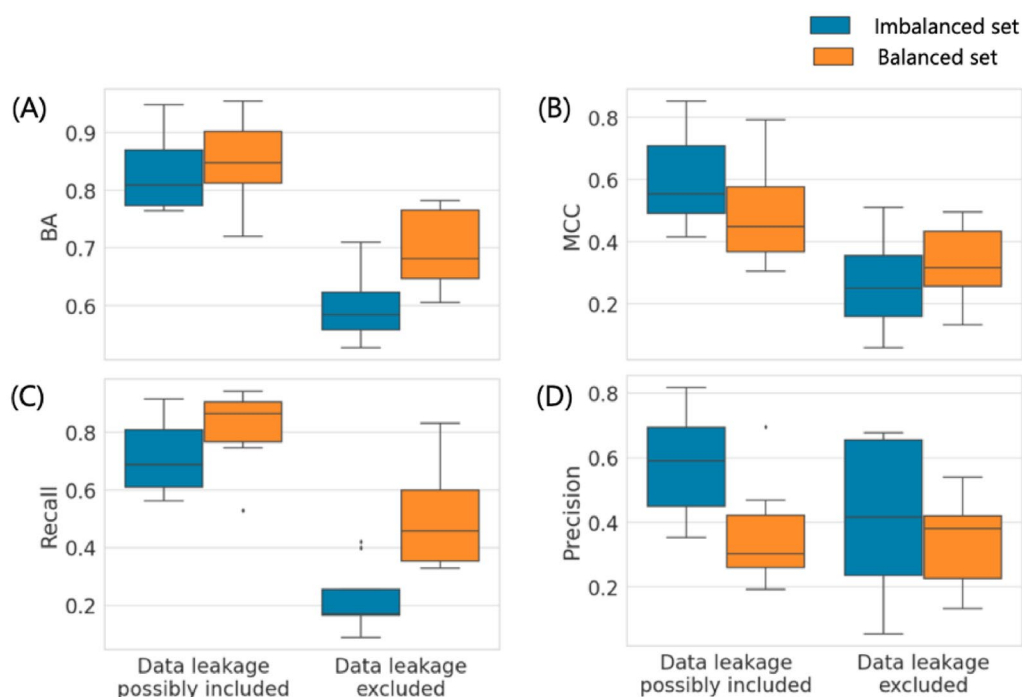 Imbalanced set
Balanced set
(A)
0.9
0.8
0.7
0.6
BA
(B)
0.8
0.6
0.4
0.2
MCC
(C)
0.8
0.6
0.4
0.2
Recall
(D)
0.8
0.6
0.4
0.2
Precision
Data leakage
possibly included
Data leakage
excluded
Data leakage
possibly included
Data leakage
excluded